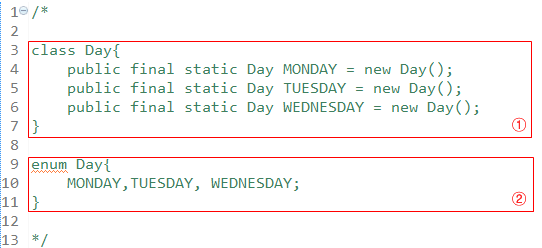 1 /*
2
3 class Day{
4     public final static Day MONDAY = new Day();
5     public final static Day TUESDAY = new Day();
6     public final static Day WEDNESDAY = new Day();
7 } ①
8
9 enum Day{
10     MONDAY,TUESDAY, WEDNESDAY;
11 } ②
12
13 */